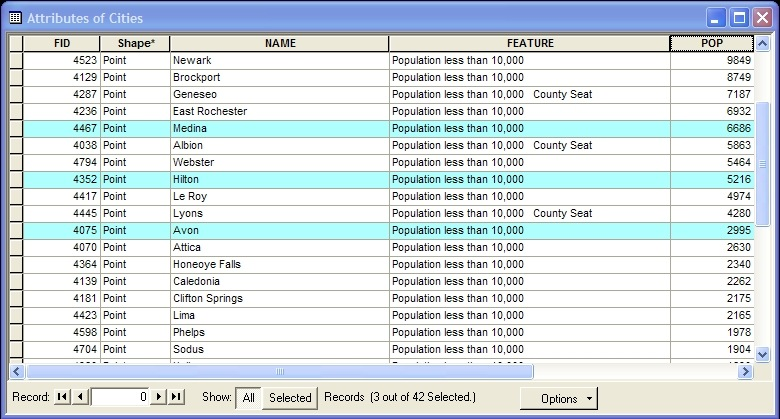 Attributes of Cities
FID Shape* NAME FEATURE POP
4523 Point Newark Population less than 10,000 9849
4129 Point Brockport Population less than 10,000 8749
4287 Point Geneseo Population less than 10,000 County Seat 7187
4236 Point East Rochester Population less than 10,000 6932
4467 Point Medina Population less than 10,000 6686
4038 Point Albion Population less than 10,000 County Seat 5863
4794 Point Webster Population less than 10,000 5464
4352 Point Hilton Population less than 10,000 5216
4417 Point Le Roy Population less than 10,000 4974
4445 Point Lyons Population less than 10,000 County Seat 4280
4075 Point Avon Population less than 10,000 2995
4070 Point Attica Population less than 10,000 2630
4364 Point Honeoye Falls Population less than 10,000 2340
4139 Point Caledonia Population less than 10,000 2262
4181 Point Clifton Springs Population less than 10,000 2175
4423 Point Lima Population less than 10,000 2165
4598 Point Phelps Population less than 10,000 1978
4704 Point Sodus Population less than 10,000 1904
Record: 0 Show: All Selected Records (3 out of 42 Selected.) Options